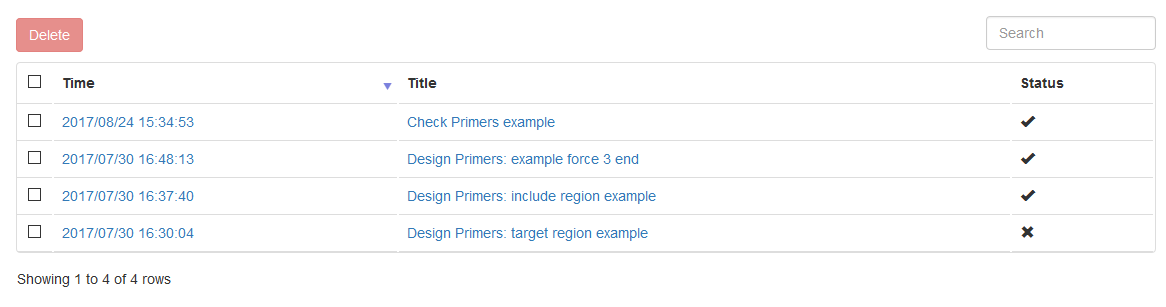 Delete
Search
Time Title Status
2017/08/24 15:34:53 Check Primers example
2017/07/30 16:48:13 Design Primers: example force 3 end
2017/07/30 16:37:40 Design Primers: include region example
2017/07/30 16:30:04 Design Primers: target region example
Showing 1 to 4 of 4 rows